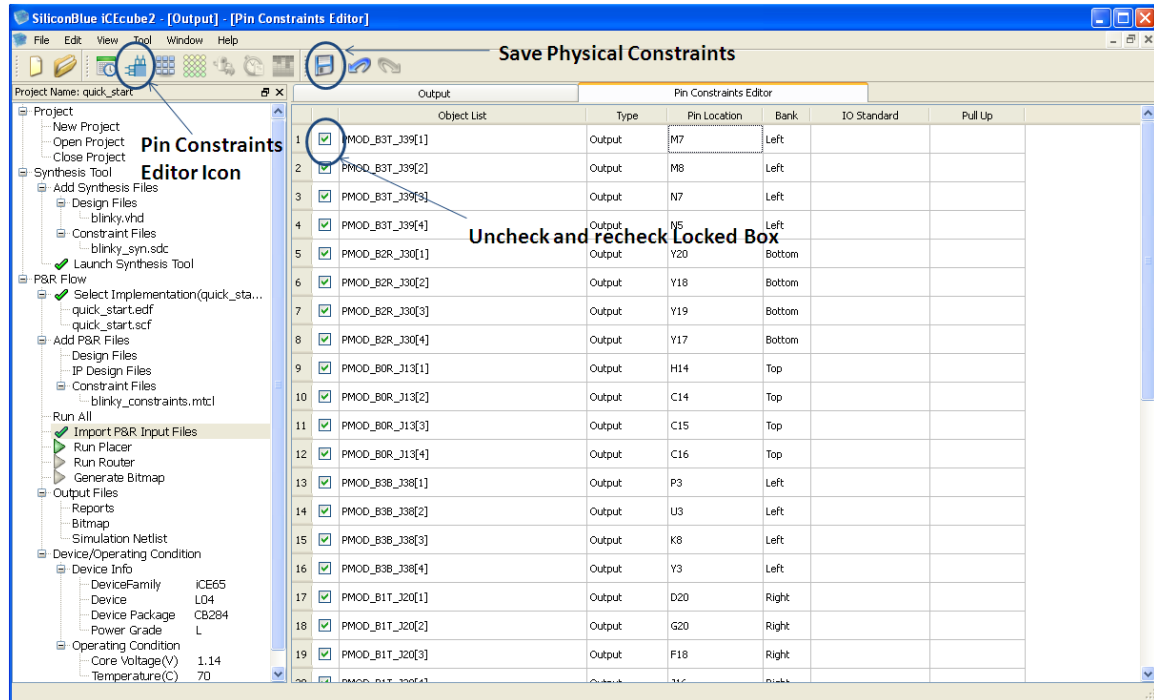 SiliconBlue iCEcube2 - [Output] - [Pin Constraints Editor]
File Edit View Tool Window Help
Save Physical Constraints
Project Name: quick_start
Project
New Project
Open Project
Close Project
Synthesis Tool
Add Synthesis Files
Design Files
blinky.vhd
Constraint Files
blinky_syn.sdc
Launch Synthesis Tool
P&R Flow
Select Implementation(quick_sta...
quick_start.edf
quick_start.scf
Add P&R Files
Design Files
IP Design Files
Constraint Files
blinky_constraints.mtcl
Run All
Import P&R Input Files
Run Placer
Run Router
Generate Bitmap
Output Files
Reports
Bitmap
Simulation Netlist
Device/Operating Condition
Device Info
DeviceFamily iCE65
Device L04
Device Package CB284
Power Grade L
Operating Condition
Core Voltage(V) 1.14
Temperature(C) 70
Pin Constraints
Editor Icon
Output Pin Constraints Editor
Object List Type Pin Location Bank IO Standard Pull Up
1 PMOD_B3T_J39[1] Output M7 Left
2 PMOD_B3T_J39[2] Output M8 Left
3 PMOD_B3T_J39[3] Output N7 Left
4 PMOD_B3T_J39[4] Output N5 Left
Uncheck and recheck Locked Box
5 PMOD_B2R_J30[1] Output Y20 Bottom
6 PMOD_B2R_J30[2] Output Y18 Bottom
7 PMOD_B2R_J30[3] Output Y19 Bottom
8 PMOD_B2R_J30[4] Output Y17 Bottom
9 PMOD_B0R_J13[1] Output H14 Top
10 PMOD_B0R_J13[2] Output C14 Top
11 PMOD_B0R_J13[3] Output C15 Top
12 PMOD_B0R_J13[4] Output C16 Top
13 PMOD_B3B_J38[1] Output P3 Left
14 PMOD_B3B_J38[2] Output U3 Left
15 PMOD_B3B_J38[3] Output K8 Left
16 PMOD_B3B_J38[4] Output Y3 Left
17 PMOD_B1T_J20[1] Output D20 Right
18 PMOD_B1T_J20[2] Output G20 Right
19 PMOD_B1T_J20[3] Output F18 Right